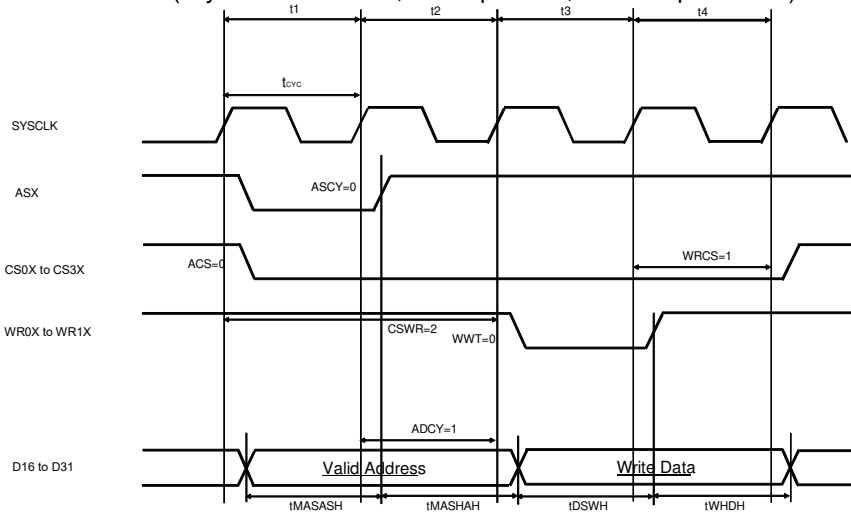 t1 t2 t3 t4
tCYC
SYSCLK
ASX ASCY=0
CS0X to CS3X ACS=0 WRCS=1
WR0X to WR1X CSWR=2 WWT=0
ADCY=1
D16 to D31 Valid Address Write Data
tMASASH tMASHAH tDSWH tWHDH